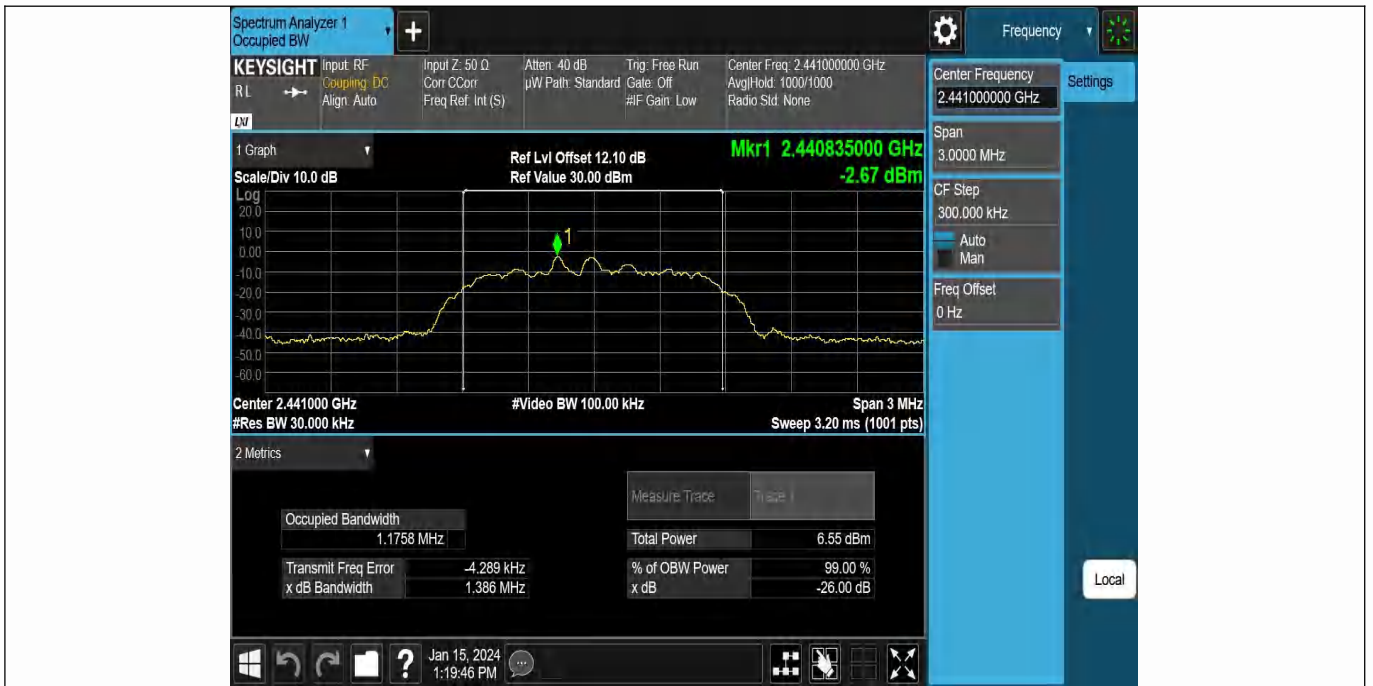 Spectrum Analyzer 1
Occupied BW
+
Frequency
KEYSIGHT
RL
LXI
Input: RF
Coupling: DC
Align: Auto
Input Z: 50 Ω
Corr CCorr
Freq Ref: Int (S)
Atten: 40 dB
µW Path: Standard
Trig: Free Run
Gate: Off
#IF Gain: Low
Center Freq: 2.441000000 GHz
Avg|Hold: 1000/1000
Radio Std: None
Center Frequency
2.441000000 GHz
Settings
Span
3.0000 MHz
CF Step
300.000 kHz
Auto
Man
Freq Offset
0 Hz
Local
1 Graph
Scale/Div 10.0 dB
Ref Lvl Offset 12.10 dB
Ref Value 30.00 dBm
Mkr1 2.440835000 GHz
-2.67 dBm
Log
20.0
10.0
0.00
-10.0
-20.0
-30.0
-40.0
-50.0
-60.0
1
Center 2.441000 GHz
#Video BW 100.00 kHz
Span 3 MHz
#Res BW 30.000 kHz
Sweep 3.20 ms (1001 pts)
2 Metrics
Measure Trace
Trace 1
Occupied Bandwidth
1.1758 MHz
Total Power
6.55 dBm
Transmit Freq Error
-4.289 kHz
% of OBW Power
99.00 %
x dB Bandwidth
1.386 MHz
x dB
-26.00 dB
?
Jan 15, 2024
1:19:46 PM